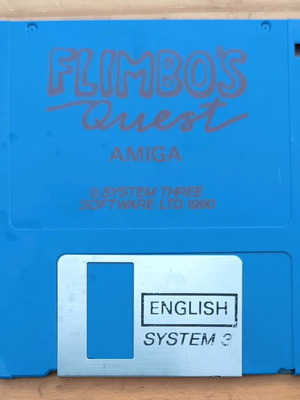 FLIMBO'S
Quest
AMIGA
© SYSTEM THREE
SOFTWARE LTD 1990
ENGLISH
SYSTEM 3